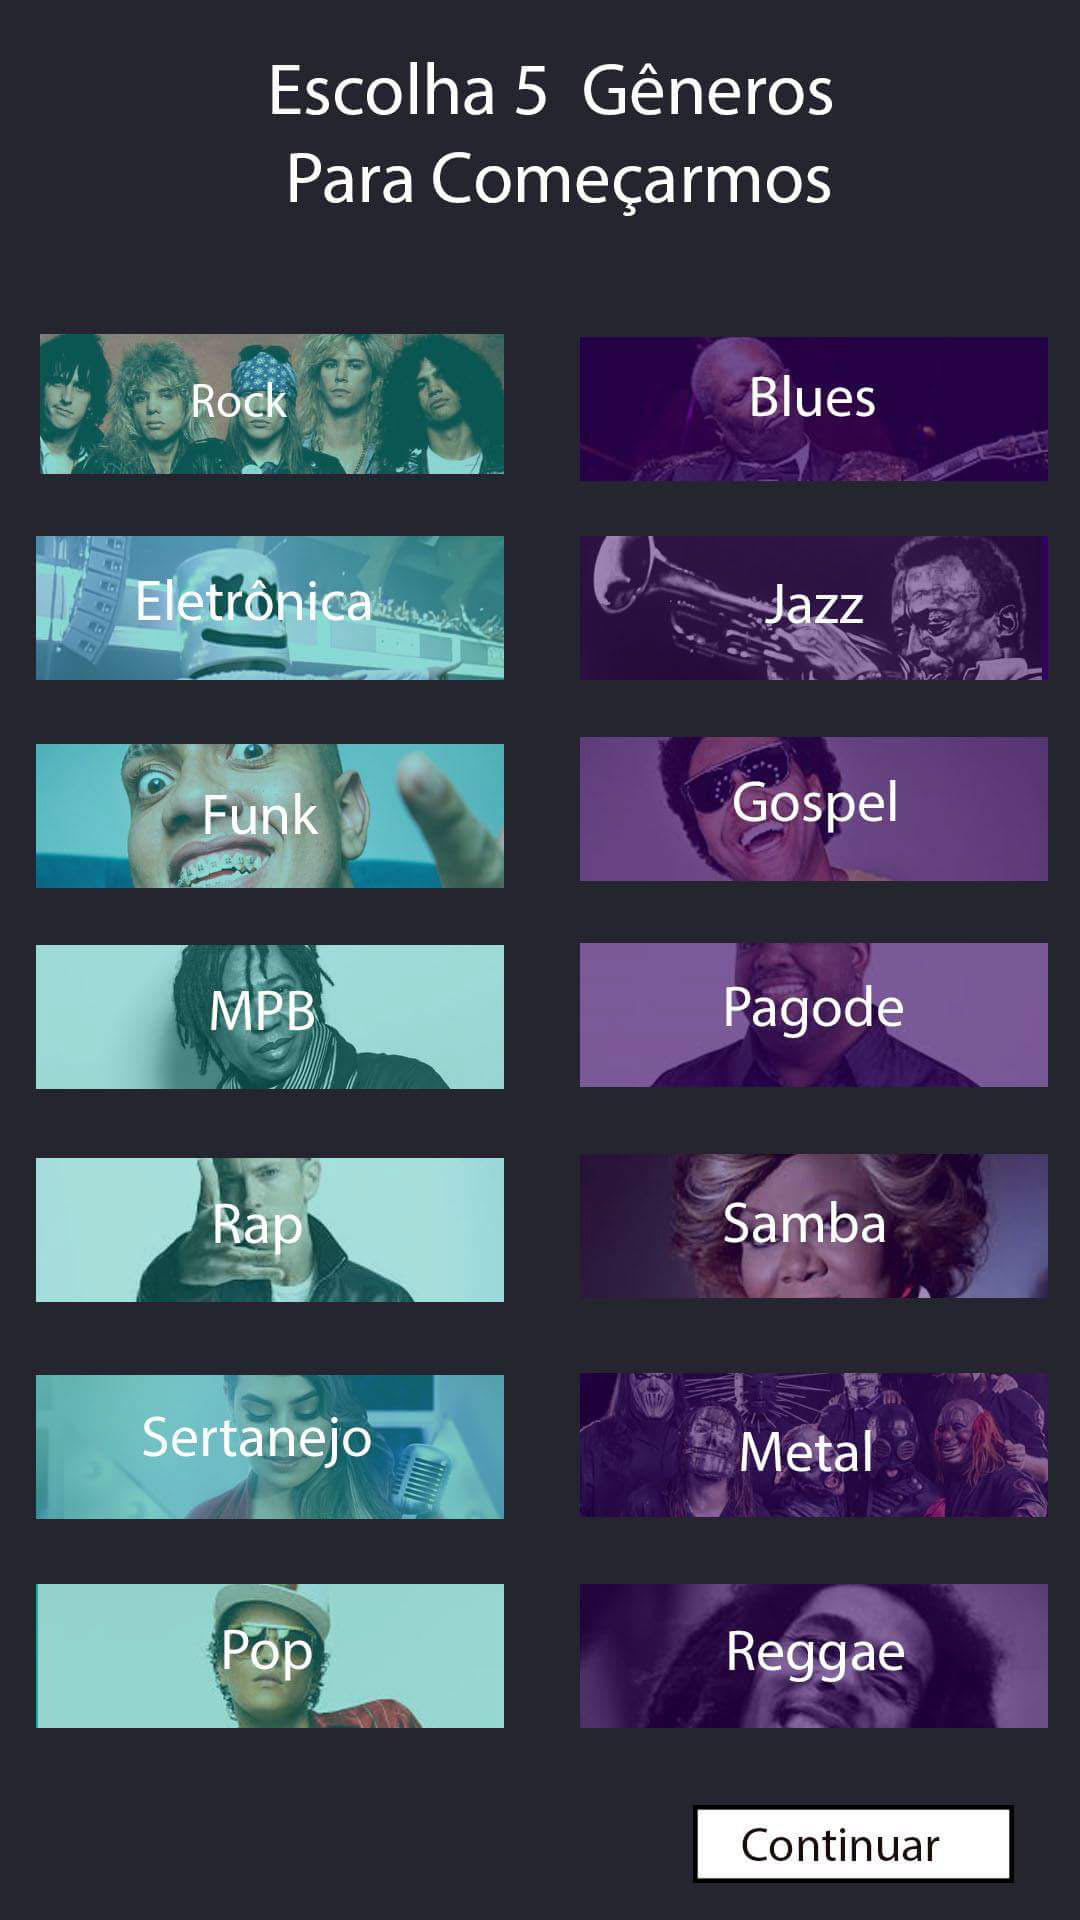 Escolha 5 Gêneros
Para Começarmos
Rock
Blues
Eletrônica
Jazz
Funk
Gospel
MPB
Pagode
Rap
Samba
Sertanejo
Metal
Pop
Reggae
Continuar